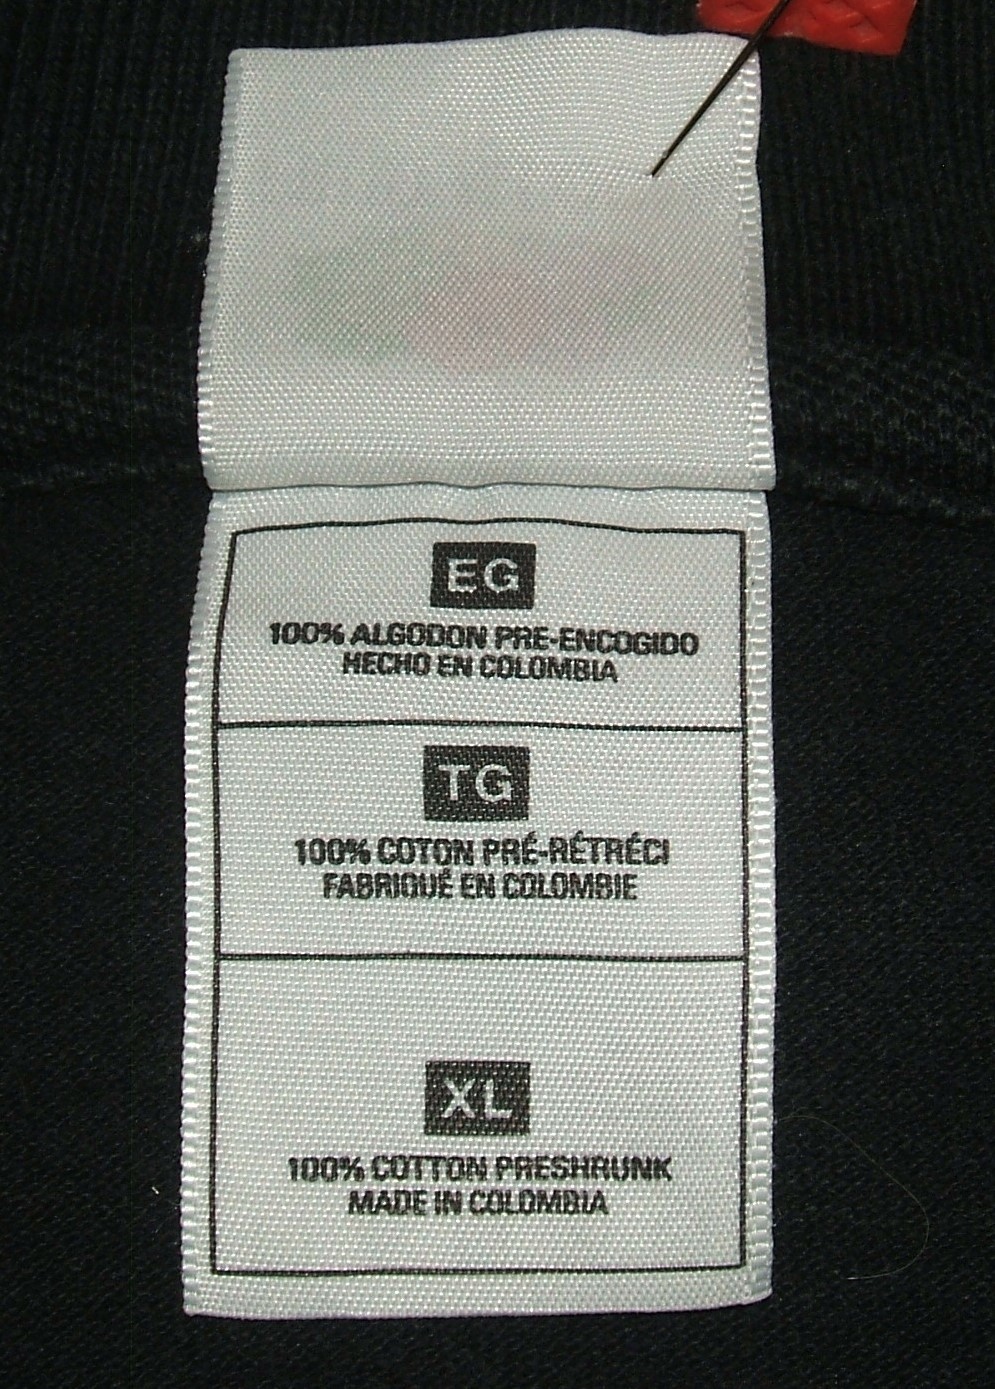 EG
100% ALGODON PRE-ENCOGIDO
HECHO EN COLOMBIA
TG
100% COTON PRÉ-RÉTRÉCI
FABRIQUÉ EN COLOMBIE
XL
100% COTTON PRESHRUNK
MADE IN COLOMBIA